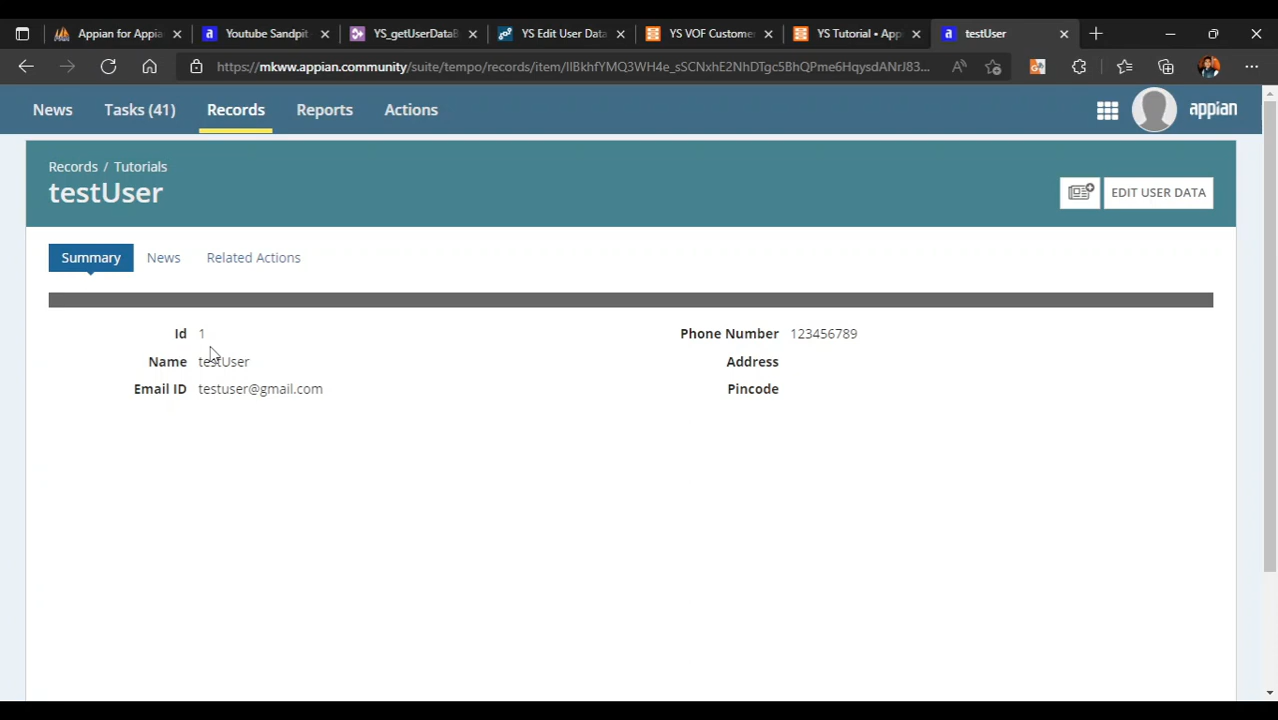 Appian for Appia
Youtube Sandpit
YS_getUserDataB
YS Edit User Data
YS VOF Custome
YS Tutorial • App
testUser
https://mkww.appian.community/suite/tempo/records/item/
News
Tasks (41)
Records
Reports
Actions
appian
Records / Tutorials
testUser
EDIT USER DATA
Summary
News
Related Actions
Id 1
Phone Number 123456789
Name testUser
Address
Email ID testuser@gmail.com
Pincode